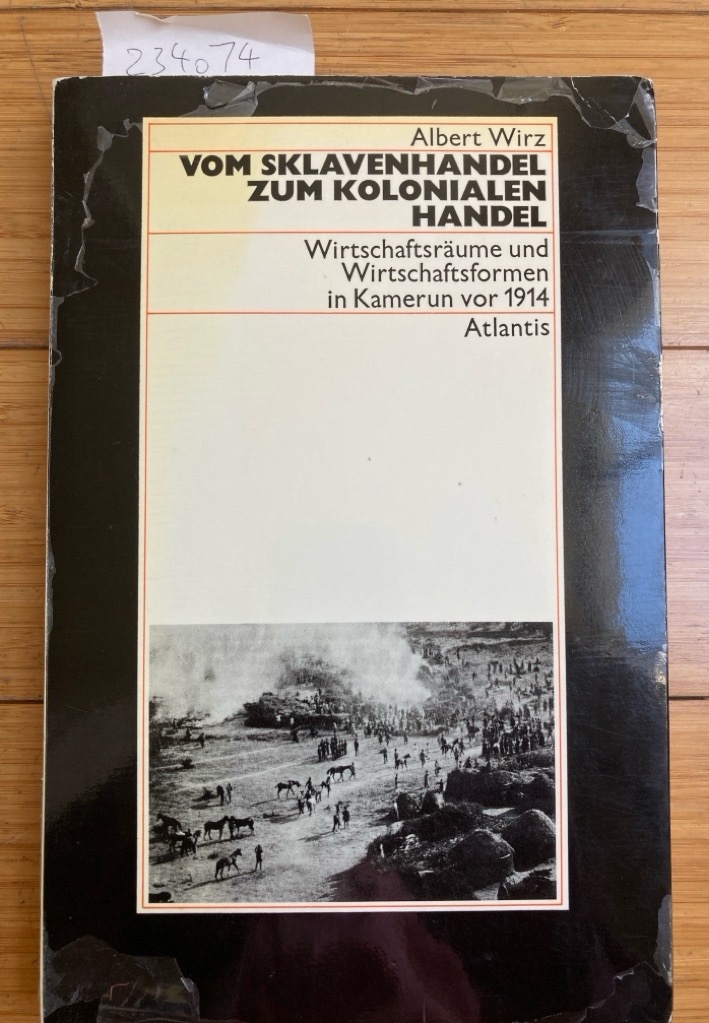 234074
Albert Wirz
VOM SKLAVENHANDEL
ZUM KOLONIALEN
HANDEL
Wirtschaftsräume und
Wirtschaftsformen
in Kamerun vor 1914
Atlantis